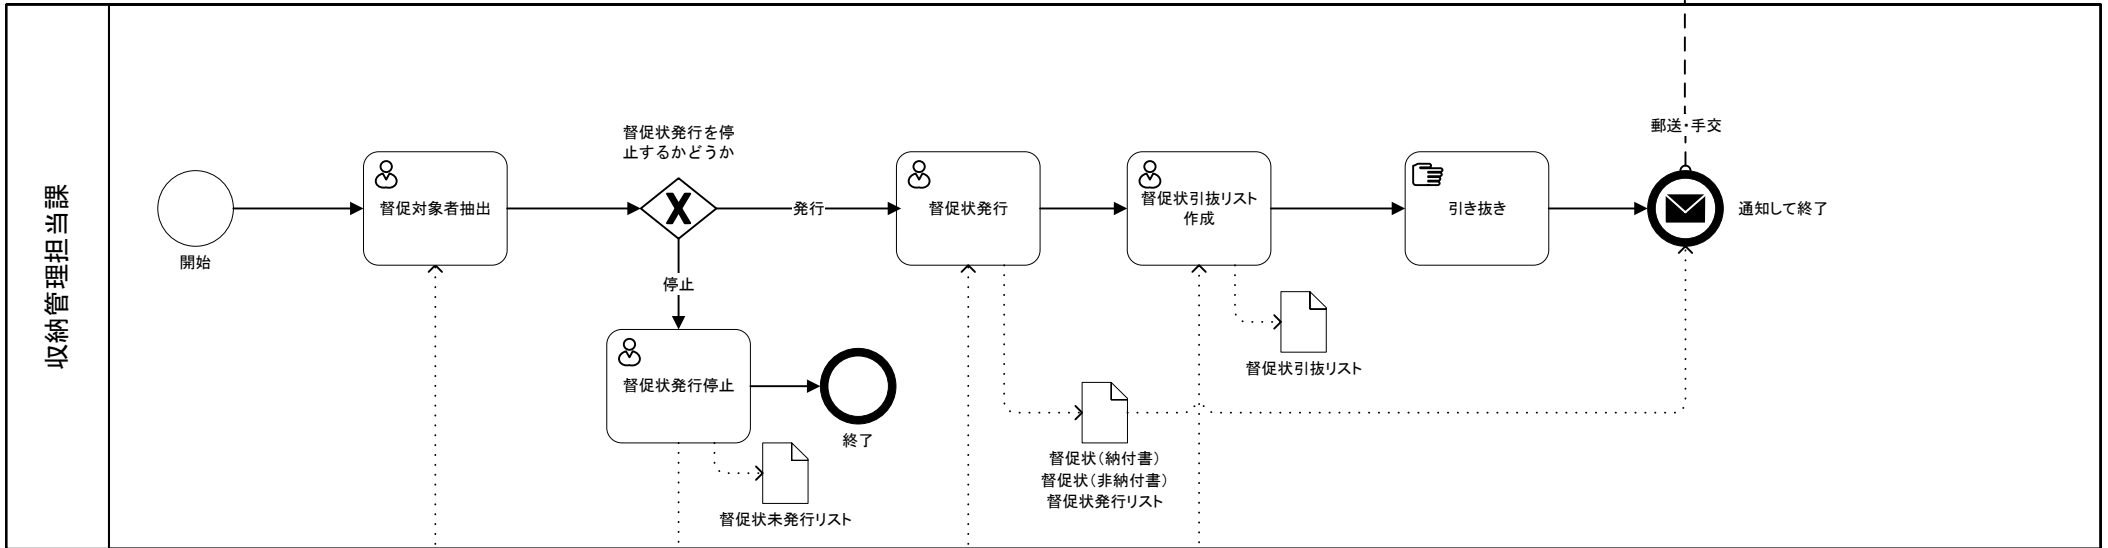 収納管理担当課
開始
督促対象者抽出
督促状発行を停
止するかどうか
発行
停止
督促状発行停止
終了
督促状未発行リスト
督促状発行
督促状(納付書)
督促状(非納付書)
督促状発行リスト
督促状引抜リスト
作成
督促状引抜リスト
引き抜き
郵送・手交
通知して終了